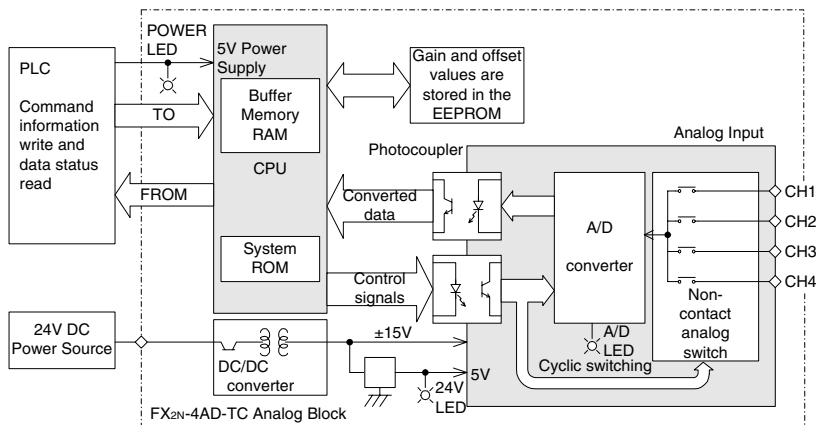 POWER
LED
PLC
Command
information
write and
data status
read
TO
FROM
5V Power
Supply
Buffer
Memory
RAM
CPU
System
ROM
Gain and offset
values are
stored in the
EEPROM
Photocoupler
Analog Input
Converted
data
Control
signals
A/D
converter
CH1
CH2
CH3
CH4
Non-
contact
analog
switch
A/D
LED
Cyclic switching
24V DC
Power Source
DC/DC
converter
±15V
5V
24V
LED
FX2N-4AD-TC Analog Block